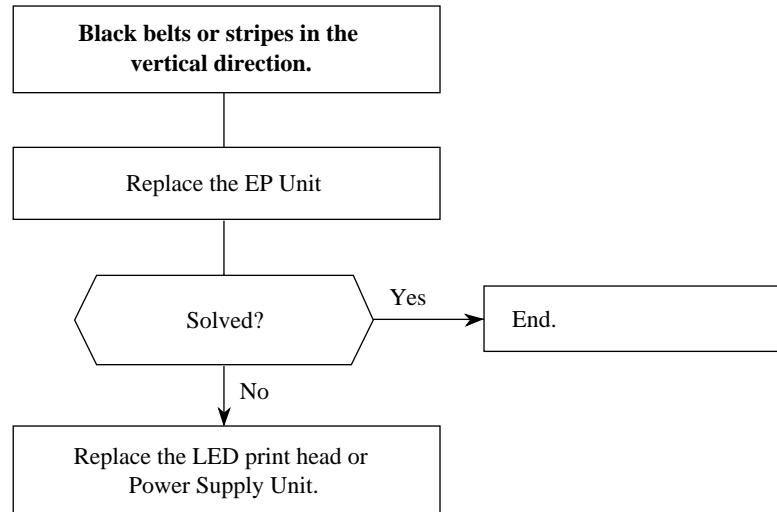 Black belts or stripes in the
vertical direction.
Replace the EP Unit
Solved?
Yes
End.
No
Replace the LED print head or
Power Supply Unit.